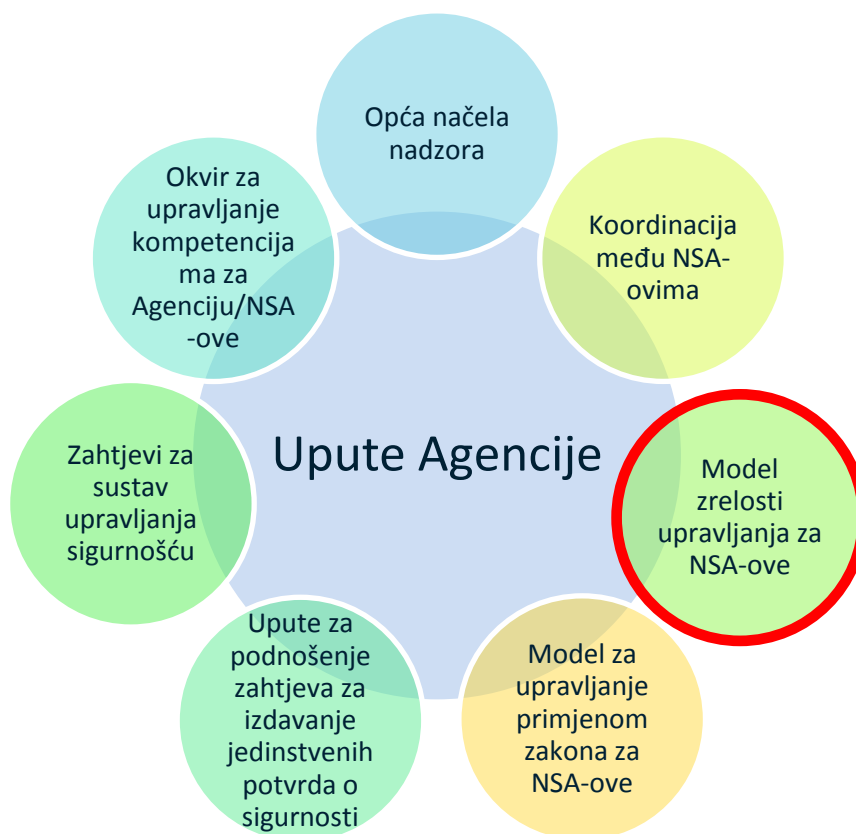 Opća načela
nadzora
Koordinacija
među NSA-
ovima
Model
zrelosti
upravljanja za
NSA-ove
Model za
upravljanje
primjenom
zakona za
NSA-ove
Upute za
podnošenje
zahtjeva za
izdavanje
jedinstvenih
potvrda o
sigurnosti
Zahtjevi za
sustav
upravljanja
sigurnošću
Okvir za
upravljanje
kompetencija
ma za
Agenciju/NSA
-ove
Upute Agencije